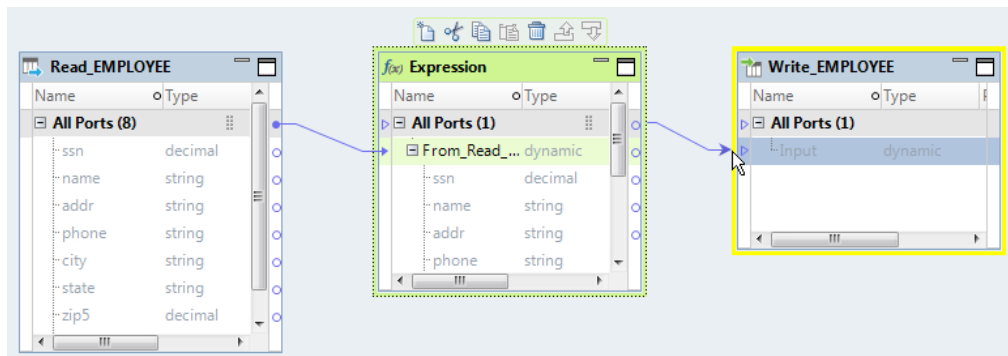 Read_EMPLOYEE
Name Type
All Ports (8)
ssn decimal
name string
addr string
phone string
city string
state string
zip5 decimal
f(x) Expression
Name Type
All Ports (1)
From_Read_... dynamic
ssn decimal
name string
addr string
phone string
Write_EMPLOYEE
Name Type
All Ports (1)
Input dynamic